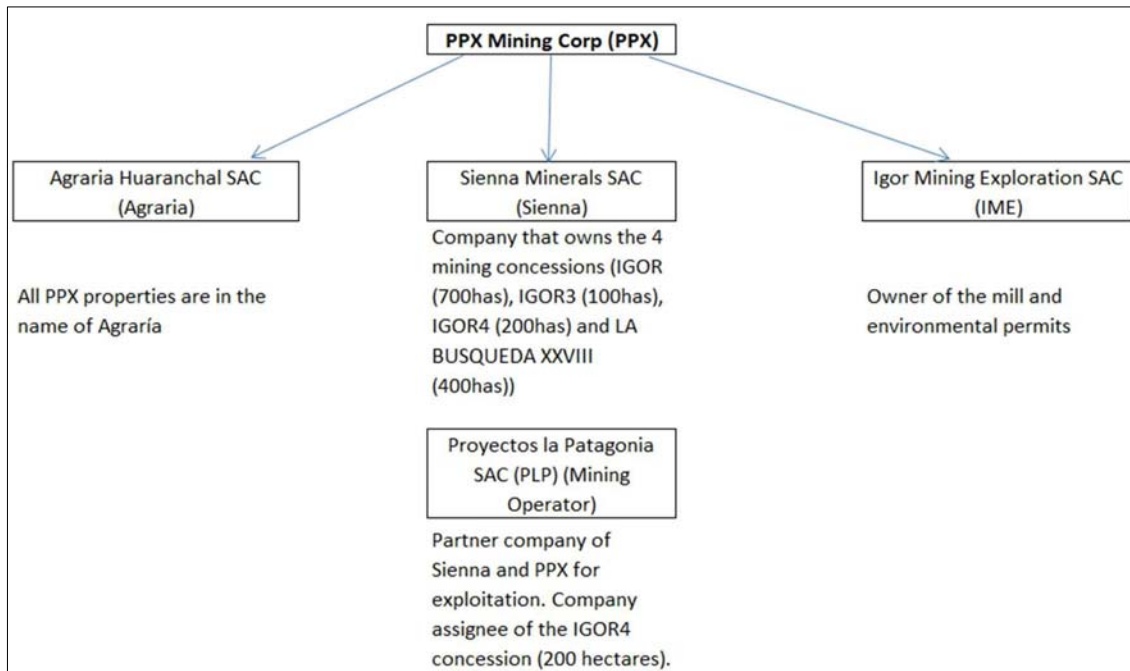 PPX Mining Corp (PPX)
Agraria Huaranchal SAC
(Agraria)
All PPX properties are in the
name of Agraría
Sienna Minerals SAC
(Sienna)
Company that owns the 4
mining concessions (IGOR
(700has), IGOR3 (100has),
IGOR4 (200has) and LA
BUSQUEDA XXVIII
(400has))
Igor Mining Exploration SAC
(IME)
Owner of the mill and
environmental permits
Proyectos la Patagonia
SAC (PLP) (Mining
Operator)
Partner company of
Sienna and PPX for
exploitation. Company
assignee of the IGOR4
concession (200 hectares).